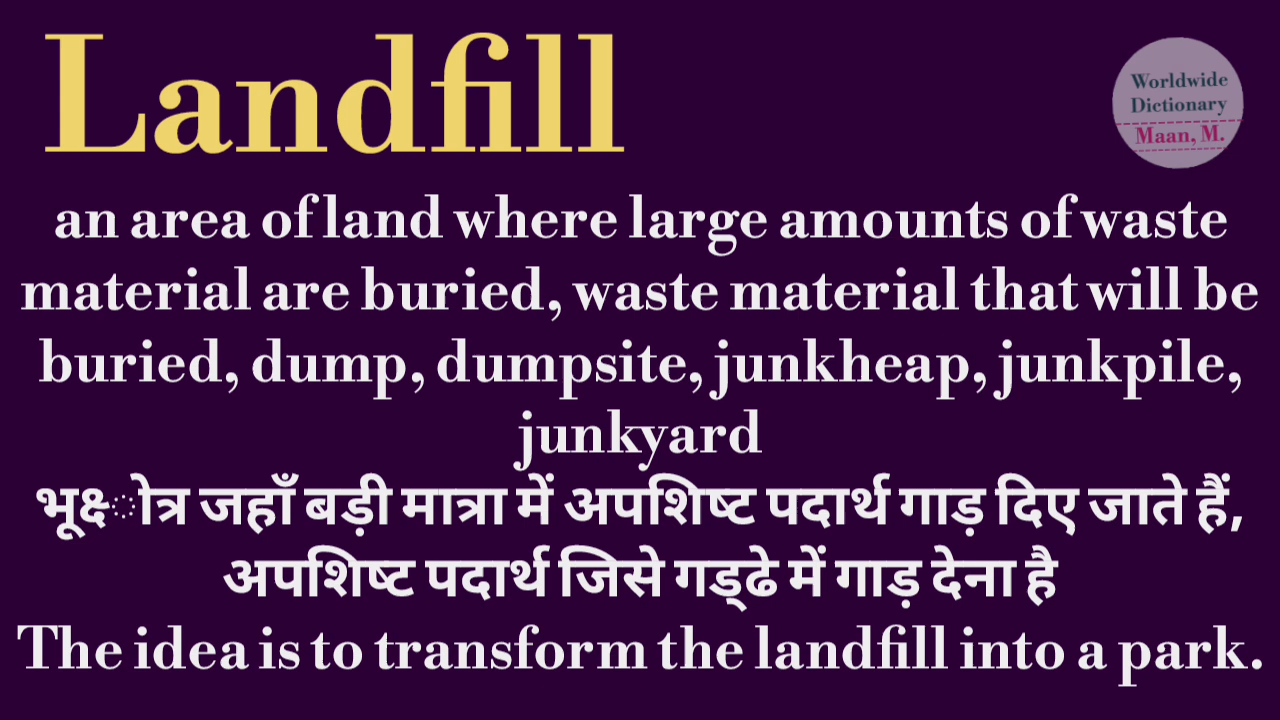 Landfill
Worldwide
Dictionary
Maan, M.
an area of land where large amounts of waste
material are buried, waste material that will be
buried, dump, dumpsite, junkheap, junkpile,
junkyard
भूक्ष्ोत्र जहाँ बड़ी मात्रा में अपशिष्ट पदार्थ गाड़ दिए जाते हैं,
अपशिष्ट पदार्थ जिसे गड्ढे में गाड़ देना है
The idea is to transform the landfill into a park.